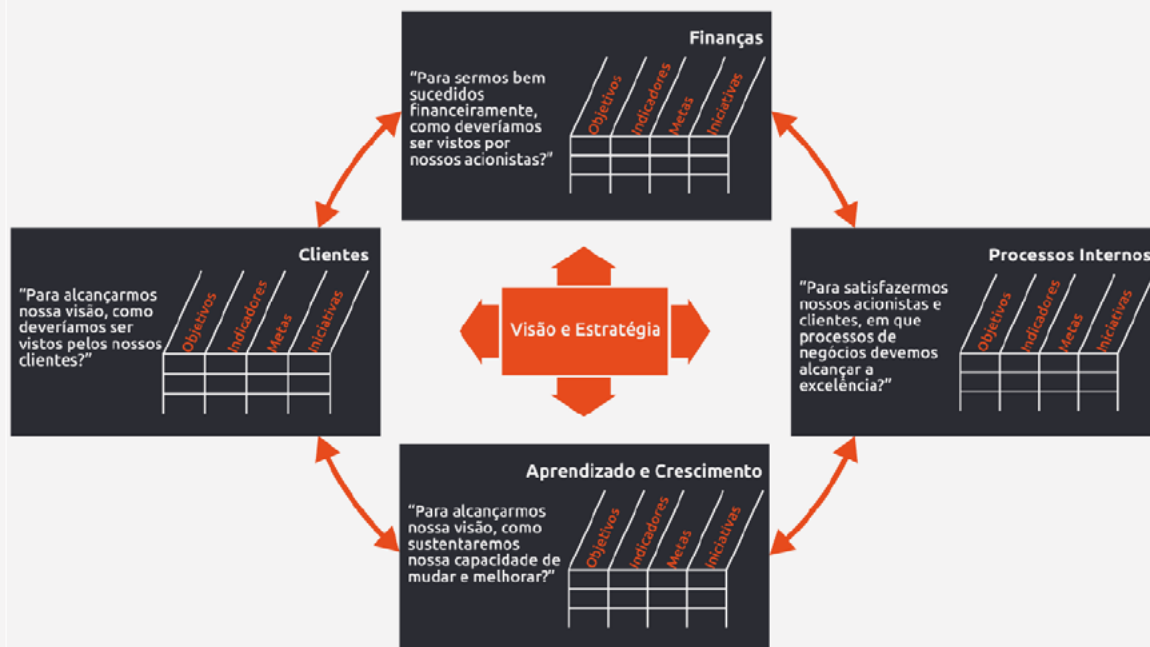 Finanças
"Para sermos bem
sucedidos
financeiramente,
como deveríamos
ser vistos por
nossos acionistas?"
Objetivos
Indicadores
Metas
Iniciativas
Clientes
"Para alcançarmos
nossa visão, como
deveríamos ser
vistos pelos nossos
clientes?"
Objetivos
Indicadores
Metas
Iniciativas
Visão e Estratégia
Processos Internos
"Para satisfazermos
nossos acionistas e
clientes, em que
processos de
negócios devemos
alcançar a
excelência?"
Objetivos
Indicadores
Metas
Iniciativas
Aprendizado e Crescimento
"Para alcançarmos
nossa visão, como
sustentaremos
nossa capacidade de
mudar e melhorar?"
Objetivos
Indicadores
Metas
Iniciativas